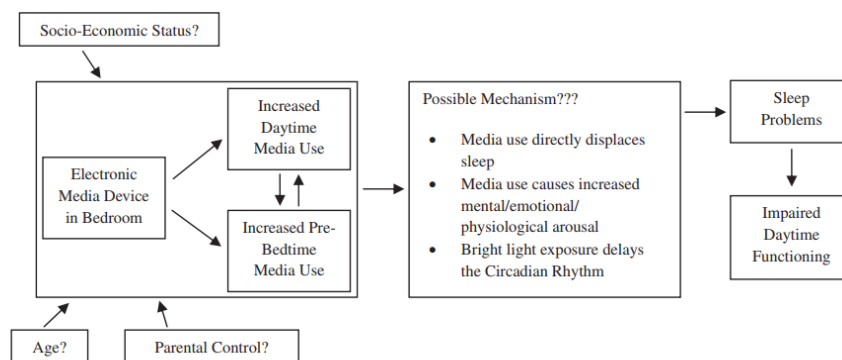 Socio-Economic Status?
Increased
Daytime
Media Use
Electronic
Media Device
in Bedroom
Increased Pre-
Bedtime
Media Use
Possible Mechanism???
• Media use directly displaces
sleep
• Media use causes increased
mental/emotional/
physiological arousal
• Bright light exposure delays
the Circadian Rhythm
Sleep
Problems
Impaired
Daytime
Functioning
Age?
Parental Control?